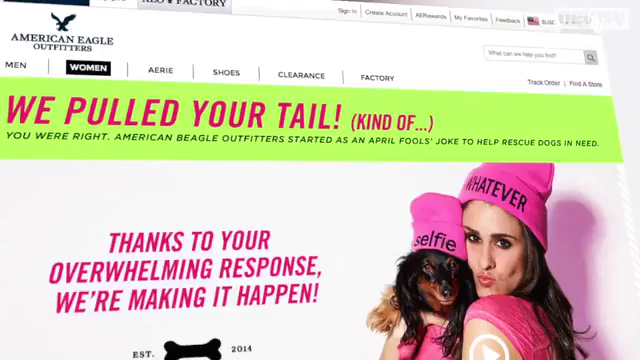 AEO FACTORY
Sign In | Create Account | AERewards | My Favorites | Feedback
AMERICAN EAGLE
OUTFITTERS
What can we help you find?
MEN | WOMEN | AERIE | SHOES | CLEARANCE | FACTORY
Track Order | Find A Store
WE PULLED YOUR TAIL! (KIND OF...)
YOU WERE RIGHT. AMERICAN BEAGLE OUTFITTERS STARTED AS AN APRIL FOOLS' JOKE TO HELP RESCUE DOGS IN NEED.
WHATEVER
selfie
THANKS TO YOUR
OVERWHELMING RESPONSE,
WE'RE MAKING IT HAPPEN!
EST. 2014